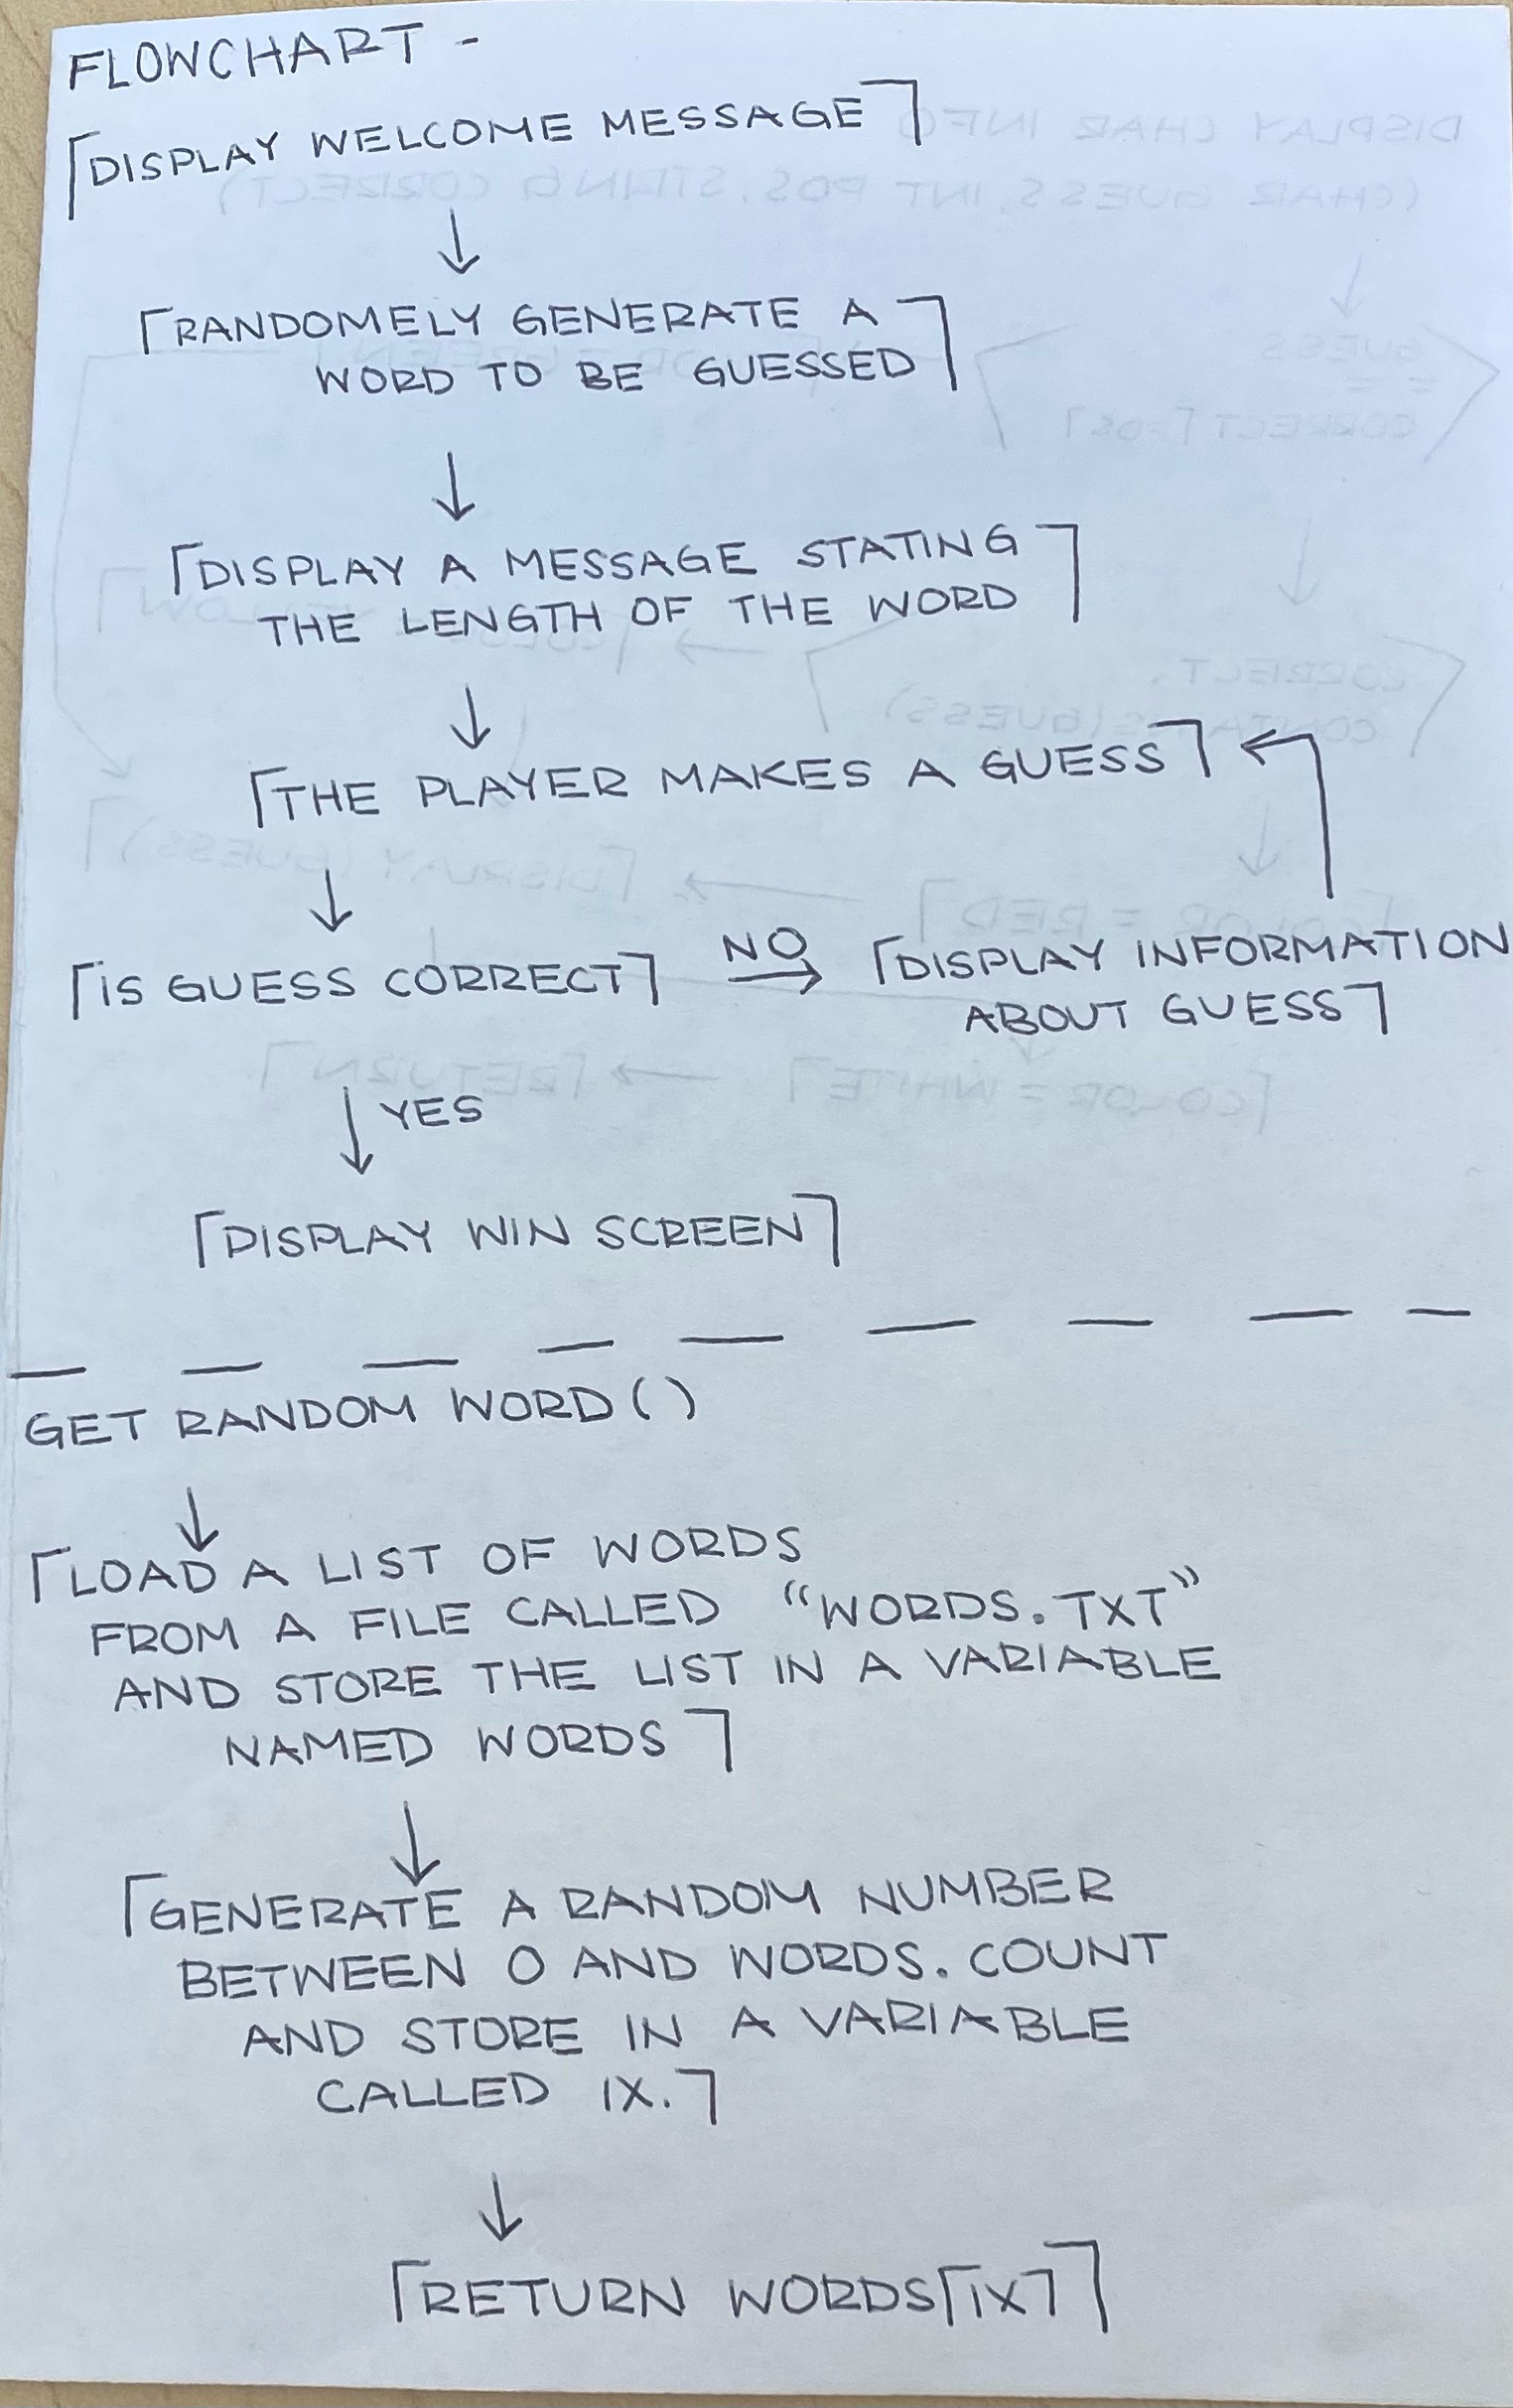 FLOWCHART -
[DISPLAY WELCOME MESSAGE]
↓
[RANDOMELY GENERATE A
WORD TO BE GUESSED]
↓
[DISPLAY A MESSAGE STATING
THE LENGTH OF THE WORD]
↓
[THE PLAYER MAKES A GUESS] ←
↓
[IS GUESS CORRECT] NO → [DISPLAY INFORMATION
ABOUT GUESS]
↓ YES
[DISPLAY WIN SCREEN]
GET RANDOM WORD()
↓
[LOAD A LIST OF WORDS
FROM A FILE CALLED "WORDS.TXT"
AND STORE THE LIST IN A VARIABLE
NAMED WORDS]
↓
[GENERATE A RANDOM NUMBER
BETWEEN 0 AND WORDS.COUNT
AND STORE IN A VARIABLE
CALLED IX.]
↓
[RETURN WORDS[IX]]